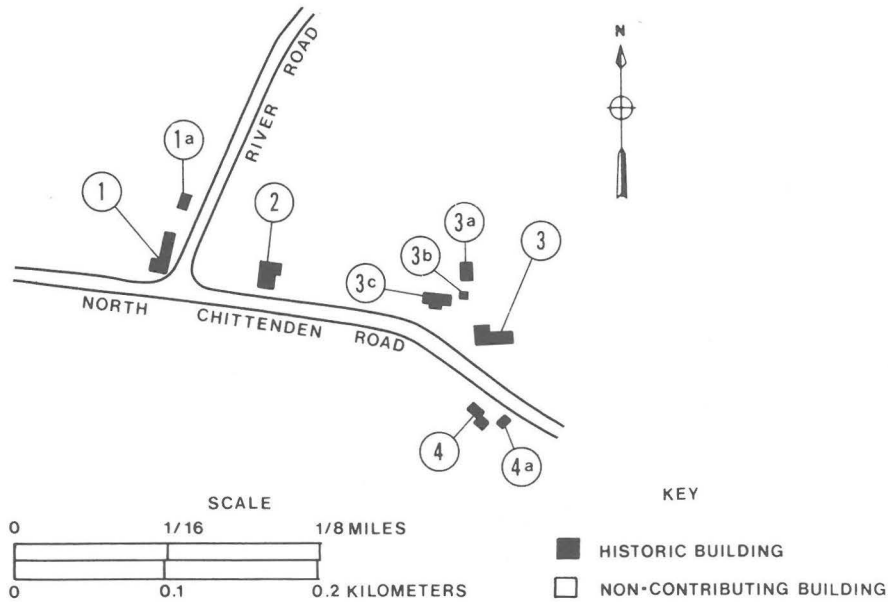 N
RIVER ROAD
1a
1
2
3a
3
3b
3c
NORTH CHITTENDEN ROAD
4
4a
SCALE
0 1/16 1/8 MILES
0 0.1 0.2 KILOMETERS
KEY
HISTORIC BUILDING
NON-CONTRIBUTING BUILDING